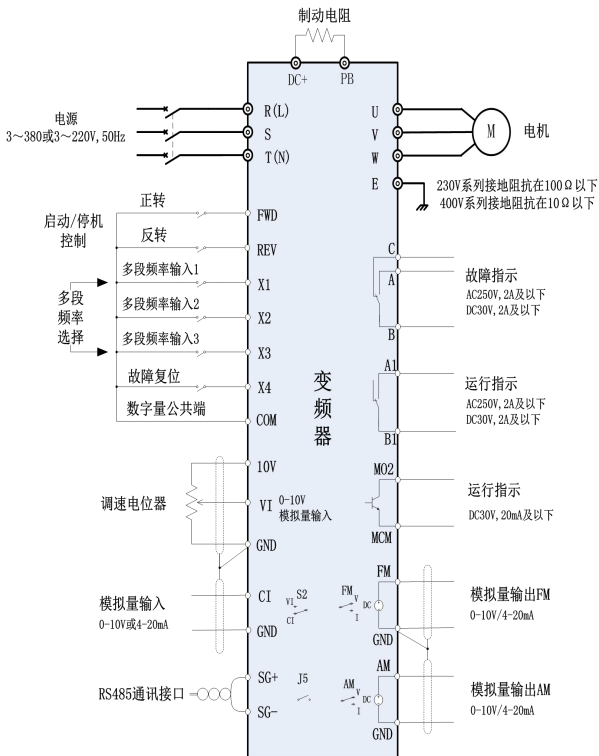 制动电阻
DC+ PB
电源
3～380或3～220V,50Hz
R(L)
S
T(N)
U
V
W
E
M
电机
230V系列接地阻抗在100Ω以下
400V系列接地阻抗在10Ω以下
启动/停机
控制
正转
FWD
反转
REV
多段
频率
选择
多段频率输入1
X1
多段频率输入2
X2
多段频率输入3
X3
故障复位
X4
数字量公共端
COM
变
频
器
C
A
B
故障指示
AC250V,2A及以下
DC30V,2A及以下
A1
B1
运行指示
AC250V,2A及以下
DC30V,2A及以下
调速电位器
10V
VI 0-10V
模拟量输入
GND
MO2
MCM
运行指示
DC30V,20mA及以下
模拟量输入
0-10V或4-20mA
CI
GND
S2
VI
CI
FM
V
I
DC
FM
GND
模拟量输出FM
0-10V/4-20mA
RS485通讯接口
SG+
SG-
J5
AM
V
I
DC
AM
GND
模拟量输出AM
0-10V/4-20mA